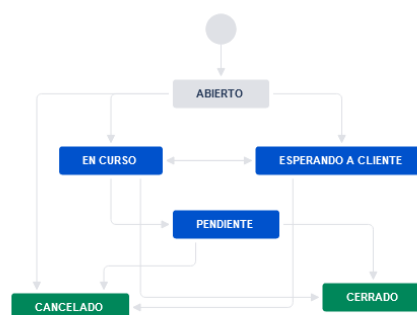 ABIERTO
EN CURSO
ESPERANDO A CLIENTE
PENDIENTE
CERRADO
CANCELADO